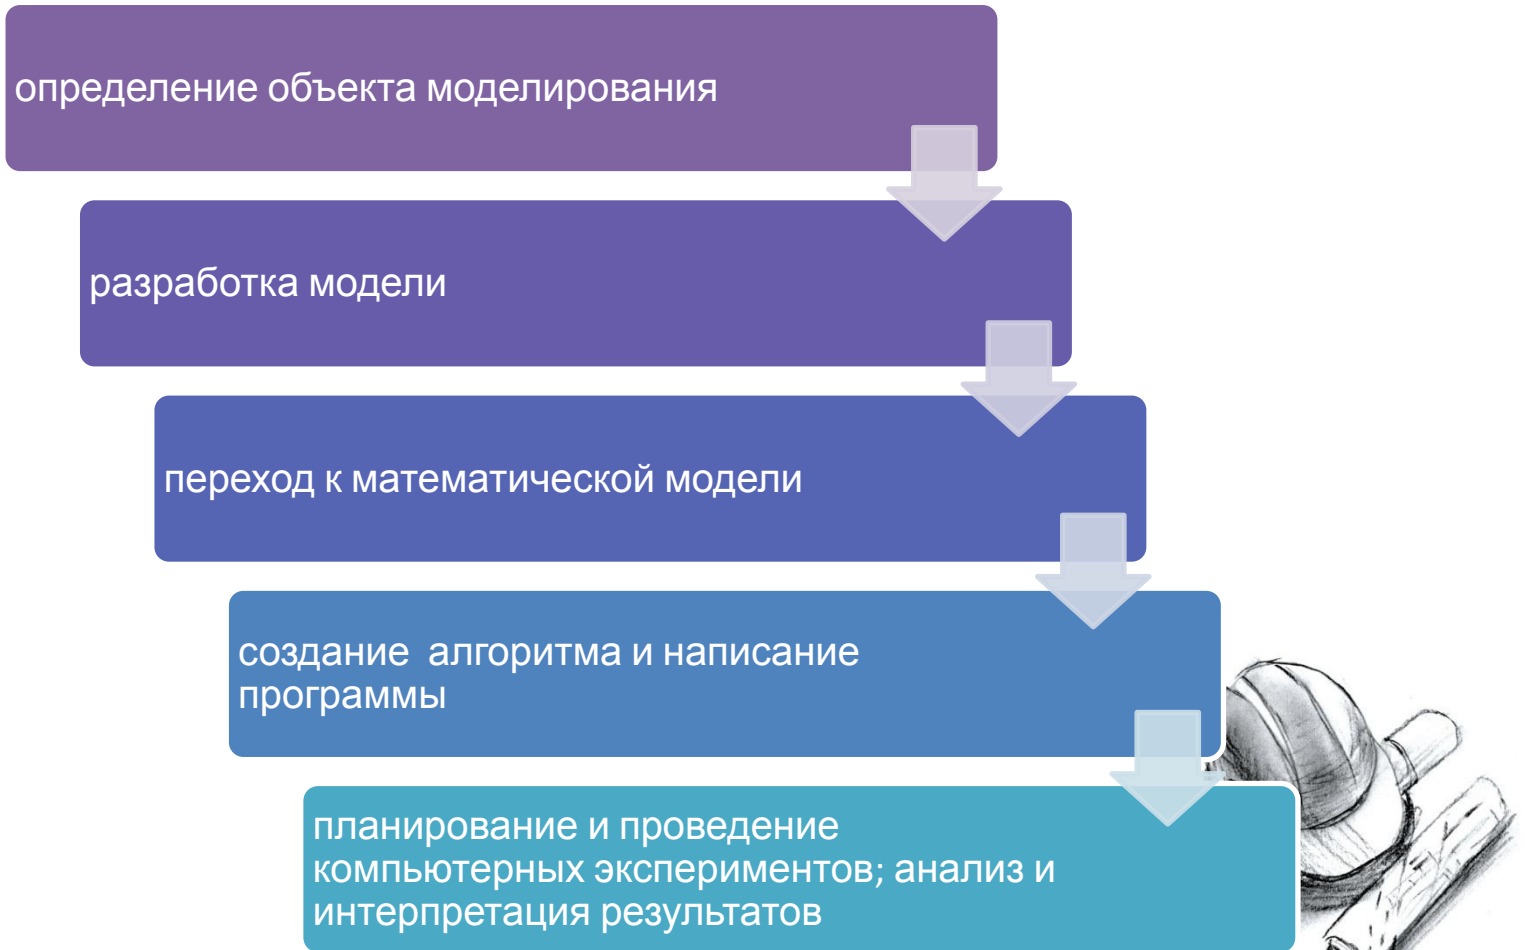 определение объекта моделирования
разработка модели
переход к математической модели
создание алгоритма и написание
программы
планирование и проведение
компьютерных экспериментов; анализ и
интерпретация результатов